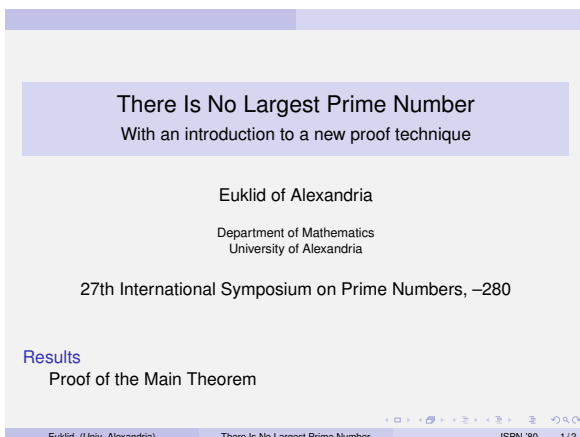 There Is No Largest Prime Number
With an introduction to a new proof technique
Euklid of Alexandria
Department of Mathematics
University of Alexandria
27th International Symposium on Prime Numbers, –280
Results
Proof of the Main Theorem
Euklid (Univ. Alexandria) There Is No Largest Prime Number ISPN '80 1/2